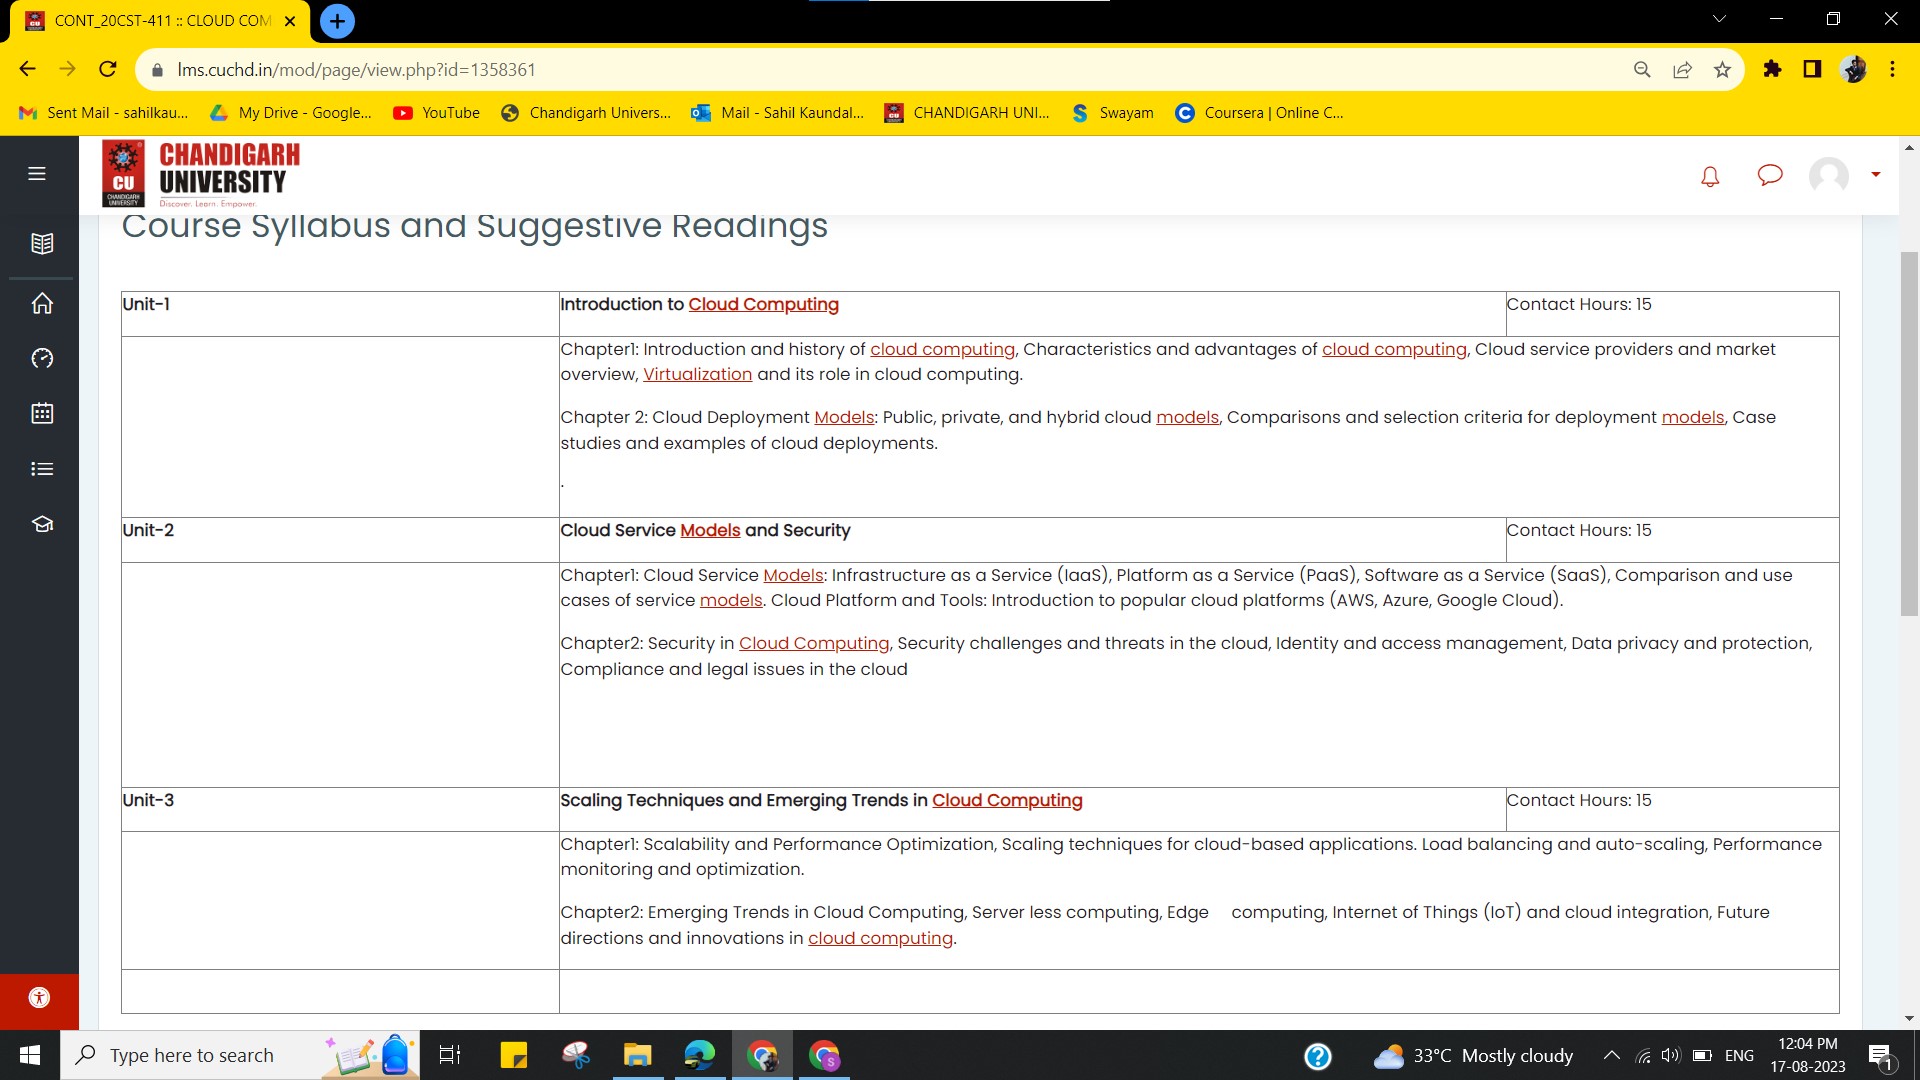 CONT_20CST-411 :: CLOUD COM
lms.cuchd.in/mod/page/view.php?id=1358361
Sent Mail - sahilkau... My Drive - Google... YouTube Chandigarh Univers... Mail - Sahil Kaundal... CHANDIGARH UNI... Swayam Coursera | Online C...
CU
CHANDIGARH
UNIVERSITY
CHANDIGARH
UNIVERSITY
Discover. Learn. Empower.
Course Syllabus and Suggestive Readings
Unit-1 Introduction to Cloud Computing Contact Hours: 15
Chapter1: Introduction and history of cloud computing, Characteristics and advantages of cloud computing, Cloud service providers and market
overview, Virtualization and its role in cloud computing.
Chapter 2: Cloud Deployment Models: Public, private, and hybrid cloud models, Comparisons and selection criteria for deployment models, Case
studies and examples of cloud deployments.
.
Unit-2 Cloud Service Models and Security Contact Hours: 15
Chapter1: Cloud Service Models: Infrastructure as a Service (IaaS), Platform as a Service (PaaS), Software as a Service (SaaS), Comparison and use
cases of service models. Cloud Platform and Tools: Introduction to popular cloud platforms (AWS, Azure, Google Cloud).
Chapter2: Security in Cloud Computing, Security challenges and threats in the cloud, Identity and access management, Data privacy and protection,
Compliance and legal issues in the cloud
Unit-3 Scaling Techniques and Emerging Trends in Cloud Computing Contact Hours: 15
Chapter1: Scalability and Performance Optimization, Scaling techniques for cloud-based applications. Load balancing and auto-scaling, Performance
monitoring and optimization.
Chapter2: Emerging Trends in Cloud Computing, Server less computing, Edge computing, Internet of Things (IoT) and cloud integration, Future
directions and innovations in cloud computing.
Type here to search 33°C Mostly cloudy ENG 12:04 PM
17-08-2023 1